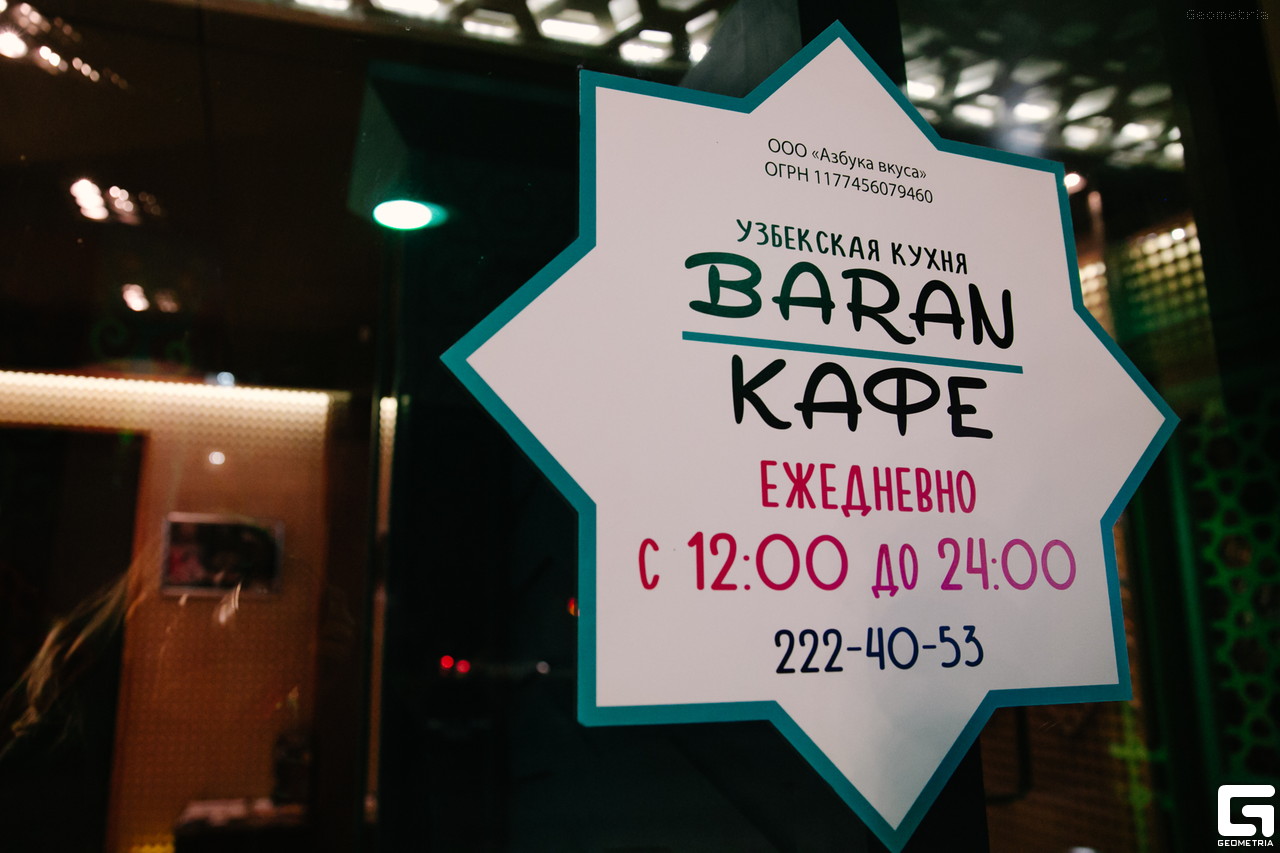 Geometria
ООО «Азбука вкуса»
ОГРН 1177456079460
УЗБЕКСКАЯ КУХНЯ
BARAN
КАФЕ
ЕЖЕДНЕВНО
С 12:00 ДО 24:00
222-40-53
GEOMETRIA